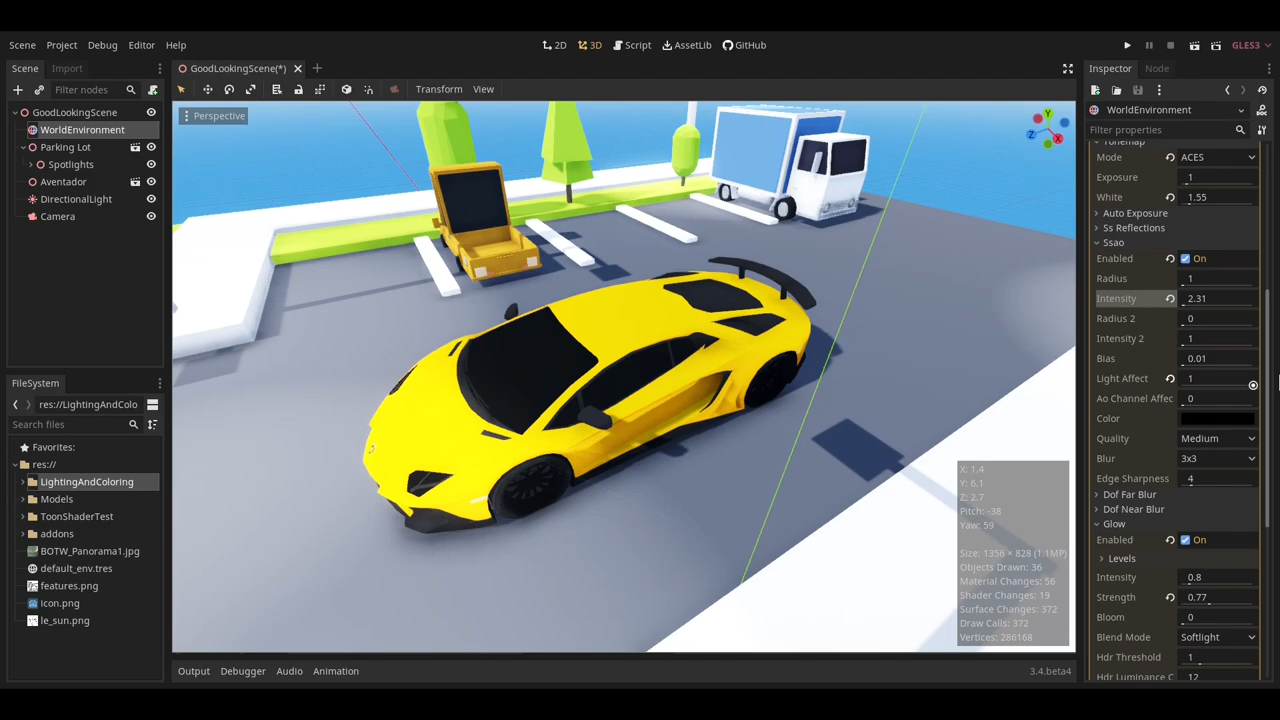 Scene Project Debug Editor Help
2D 3D Script AssetLib GitHub
GLES3
Scene Import
GoodLookingScene(*)
Inspector Node
Filter nodes
Transform View
GoodLookingScene
WorldEnvironment
Parking Lot
Spotlights
Aventador
DirectionalLight
Camera
FileSystem
res://LightingAndColo
Search files
Favorites:
res://
LightingAndColoring
Models
ToonShaderTest
addons
BOTW_Panorama1.jpg
default_env.tres
features.png
icon.png
le_sun.png
Perspective
Y
Z
X
X: 1.4
Y: 6.1
Z: 2.7
Pitch: -38
Yaw: 59
Size: 1356 × 828 (1.1MP)
Objects Drawn: 36
Material Changes: 56
Shader Changes: 19
Surface Changes: 372
Draw Calls: 372
Vertices: 286168
Output Debugger Audio Animation
3.4.beta4
WorldEnvironment
Filter properties
Tonemap
Mode ACES
Exposure 1
White 1.55
Auto Exposure
Ss Reflections
Ssao
Enabled On
Radius 1
Intensity 2.31
Radius 2 0
Intensity 2 1
Bias 0.01
Light Affect 1
Ao Channel Affec 0
Color
Quality Medium
Blur 3x3
Edge Sharpness 4
Dof Far Blur
Dof Near Blur
Glow
Enabled On
Levels
Intensity 0.8
Strength 0.77
Bloom 0
Blend Mode Softlight
Hdr Threshold 1
Hdr Luminance C 12